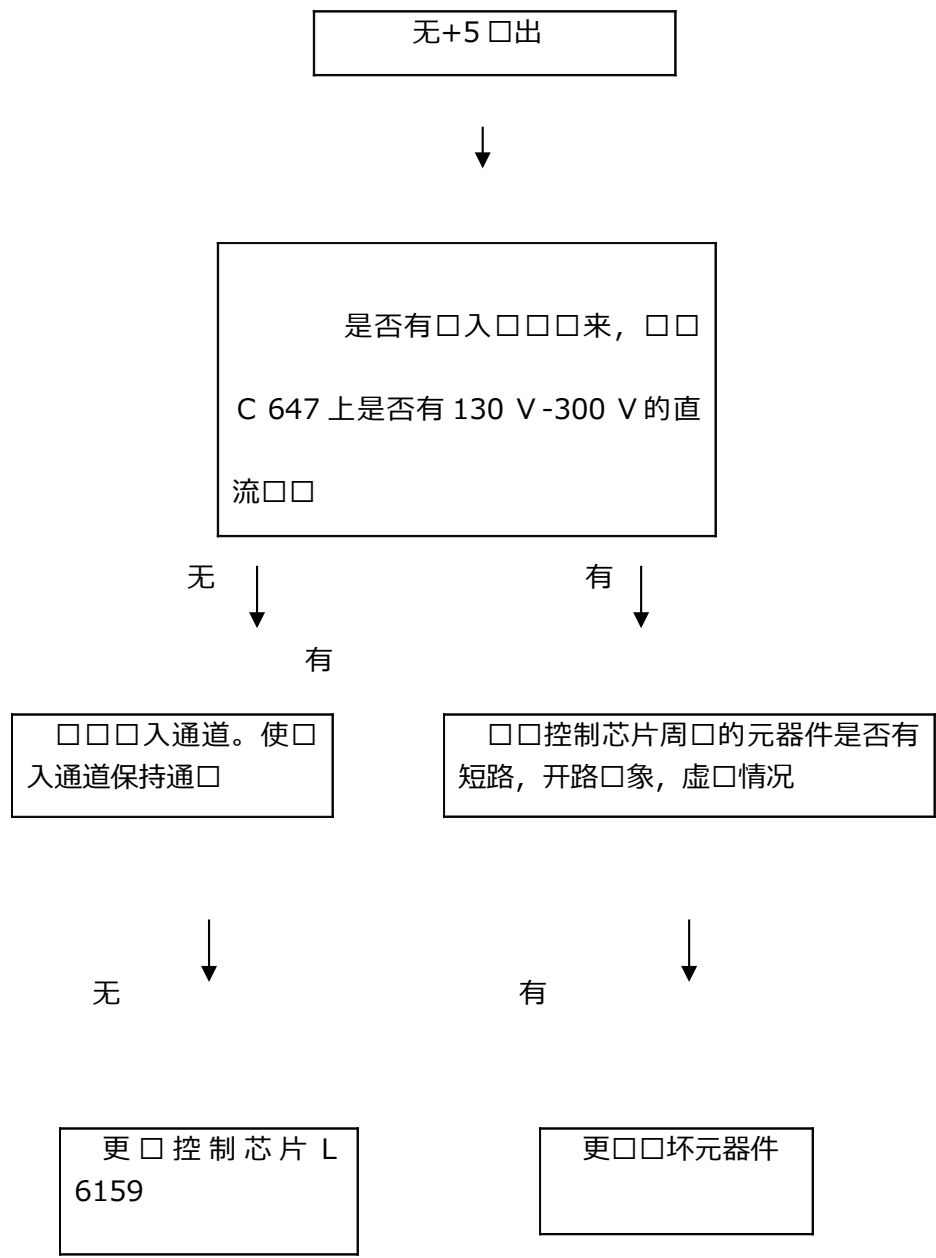 无+5 □出
是否有□入□□□来，□□
C 647 上是否有 130 V-300 V 的直
流□□
无
有
有
□□□入通道。使□
入通道保持通□
□□控制芯片周□的元器件是否有
短路，开路□象，虚□情况
无
有
更 □ 控 制 芯 片 L
6159
更□□坏元器件